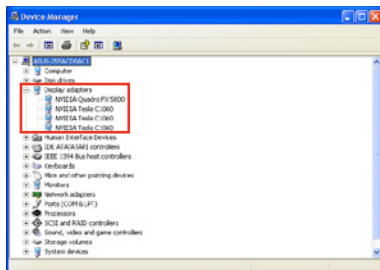 Device Manager
File Action View Help
ASUS-255ACD6AC1
Computer
Disk drives
Display adapters
NVIDIA Quadro FX 5800
NVIDIA Tesla C1060
NVIDIA Tesla C1060
NVIDIA Tesla C1060
Human Interface Devices
IDE ATA/ATAPI controllers
IEEE 1394 Bus host controllers
Keyboards
Mice and other pointing devices
Monitors
Network adapters
Ports (COM & LPT)
Processors
SCSI and RAID controllers
Sound, video and game controllers
Storage volumes
System devices